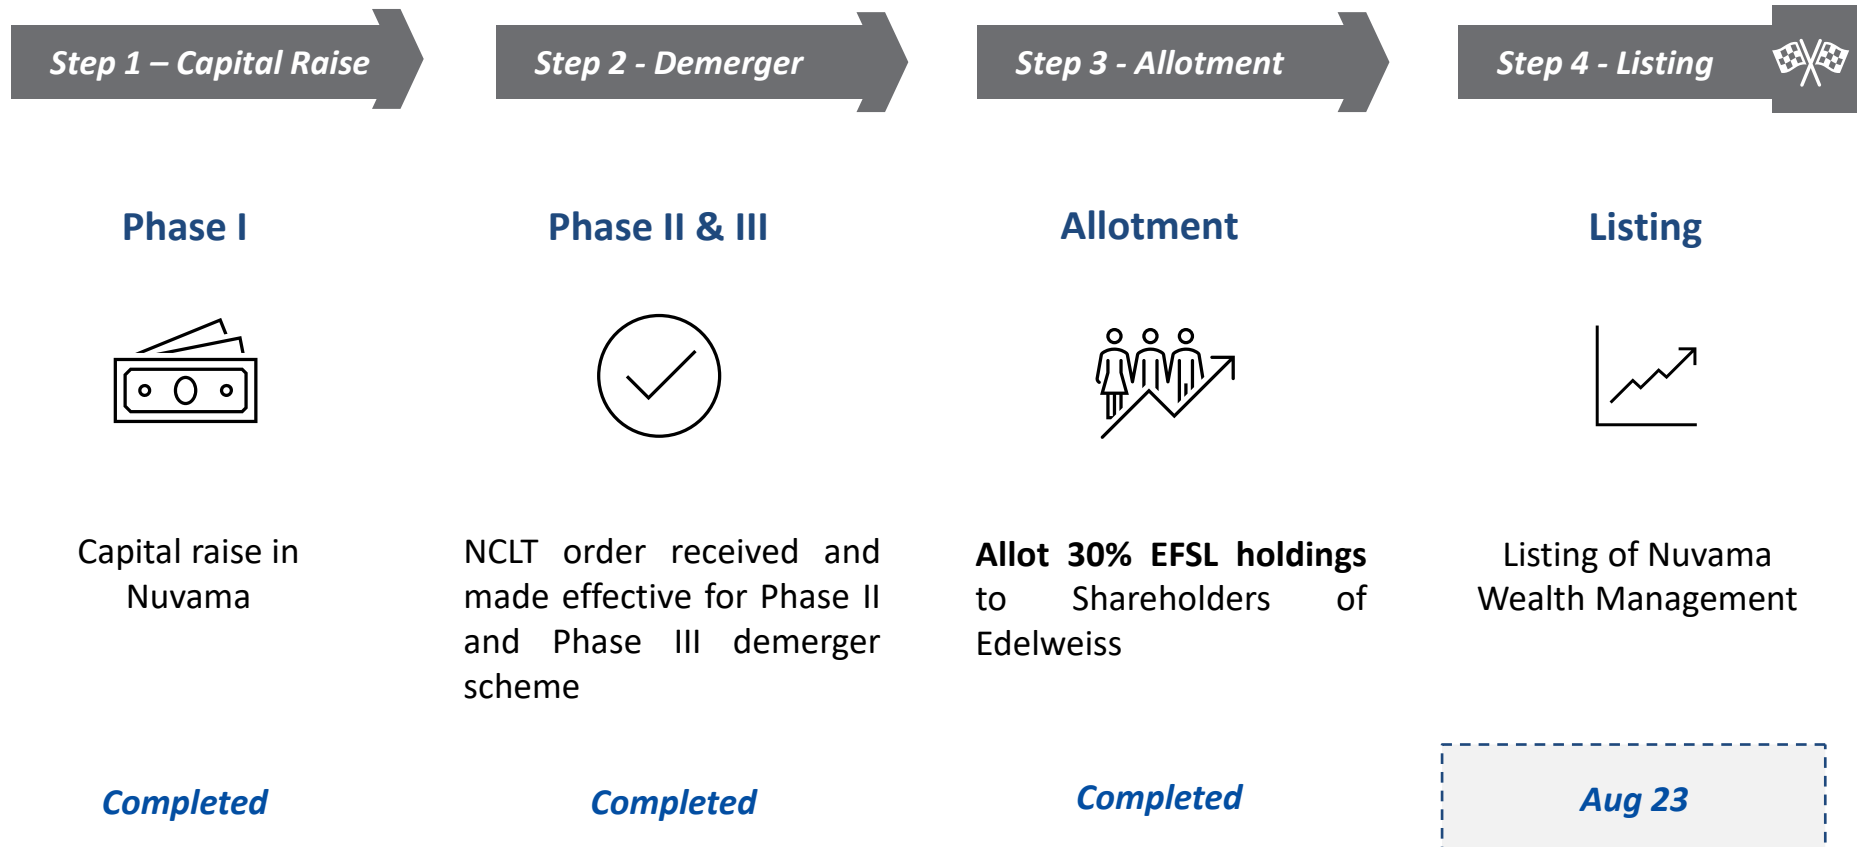 Step 1 – Capital Raise
Step 2 - Demerger
Step 3 - Allotment
Step 4 - Listing
Phase I
Phase II & III
Allotment
Listing
Capital raise in
Nuvama
NCLT order received and
made effective for Phase II
and Phase III demerger
scheme
Allot 30% EFSL holdings
to Shareholders of
Edelweiss
Listing of Nuvama
Wealth Management
Completed
Completed
Completed
Aug 23